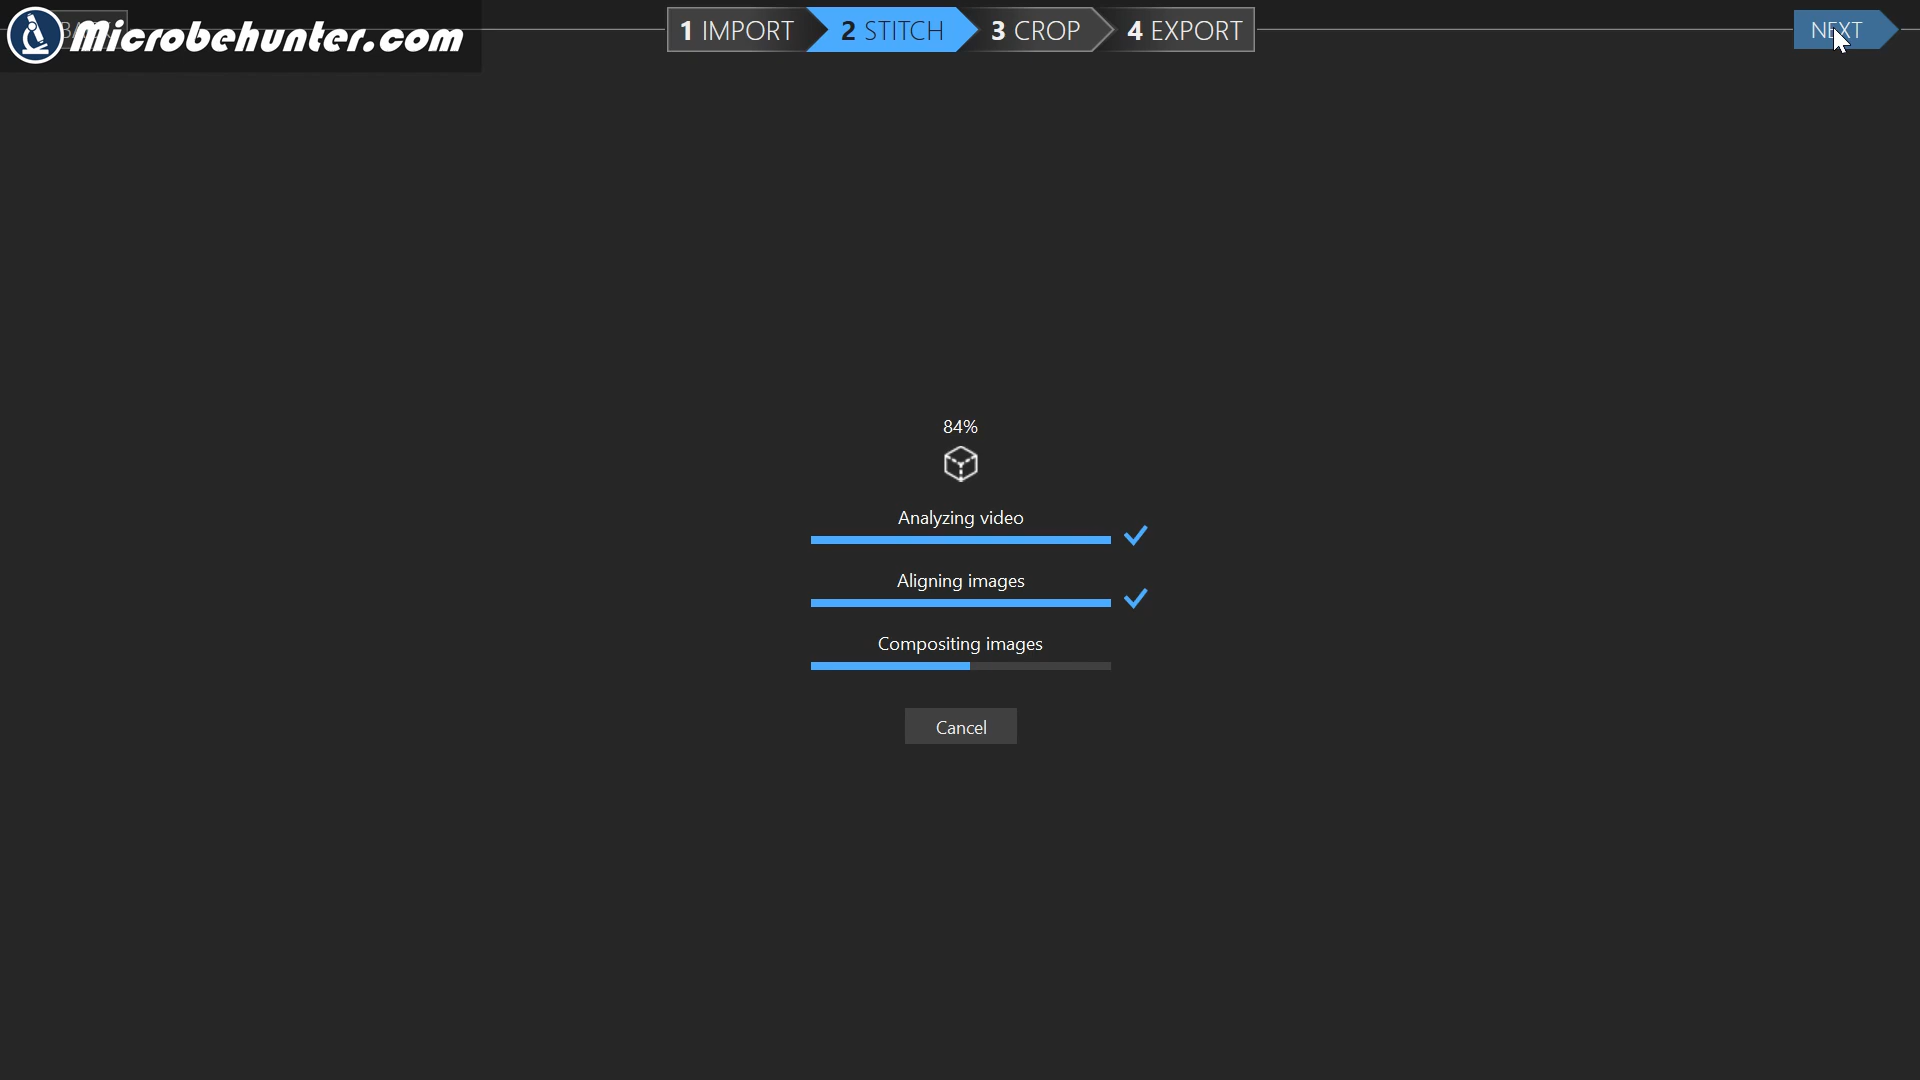 Microbehunter.com
1 IMPORT
2 STITCH
3 CROP
4 EXPORT
NEXT
84%
Analyzing video
Aligning images
Compositing images
Cancel